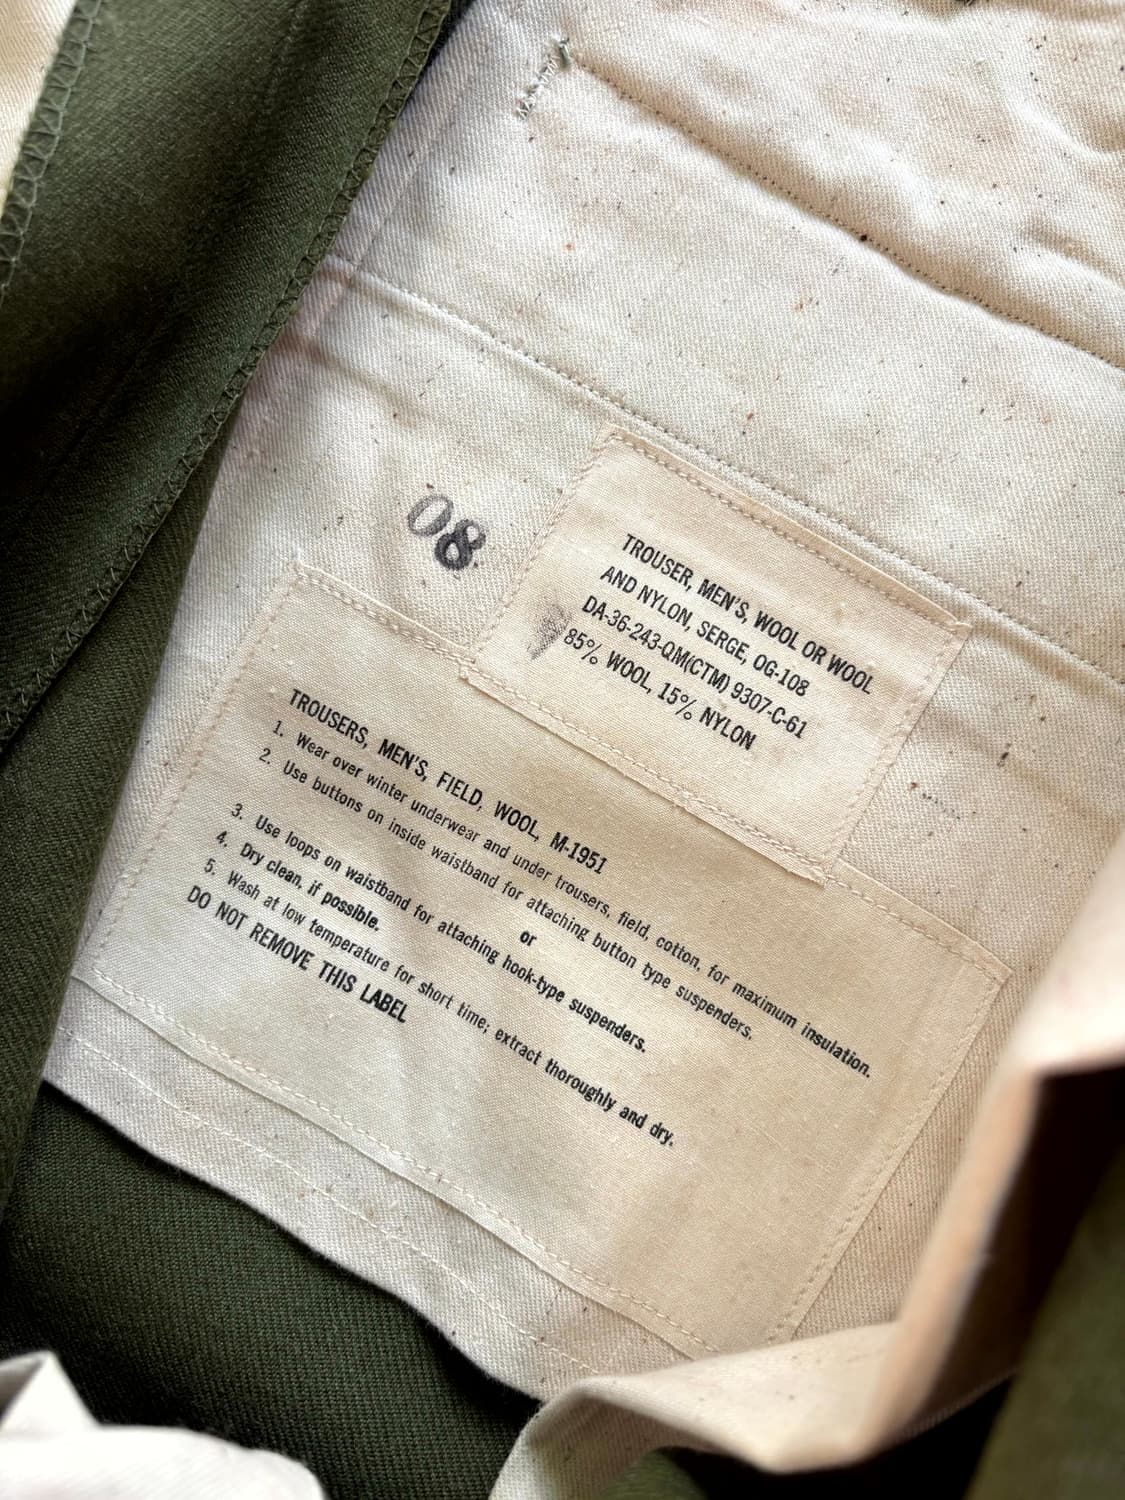 08
TROUSER, MEN'S, WOOL OR WOOL
AND NYLON, SERGE, OG-108
DA-36-243-QM(CTM) 9307-C-61
85% WOOL, 15% NYLON
TROUSERS, MEN'S, FIELD, WOOL, M-1951
1. Wear over winter underwear and under trousers, field, cotton, for maximum insulation.
2. Use buttons on inside waistband for attaching button type suspenders.
or
3. Use loops on waistband for attaching hook-type suspenders.
4. Dry clean, if possible.
5. Wash at low temperature for short time; extract thoroughly and dry.
DO NOT REMOVE THIS LABEL